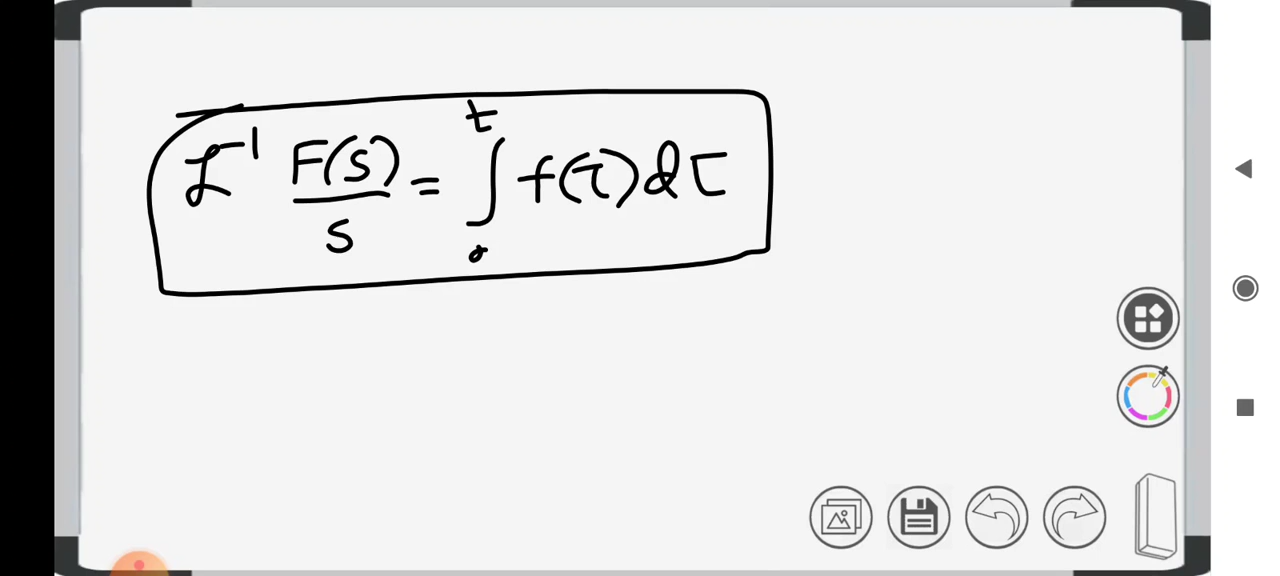 ℒ⁻¹ F(s)/s = ∫₀ᵗ f(τ)dτ